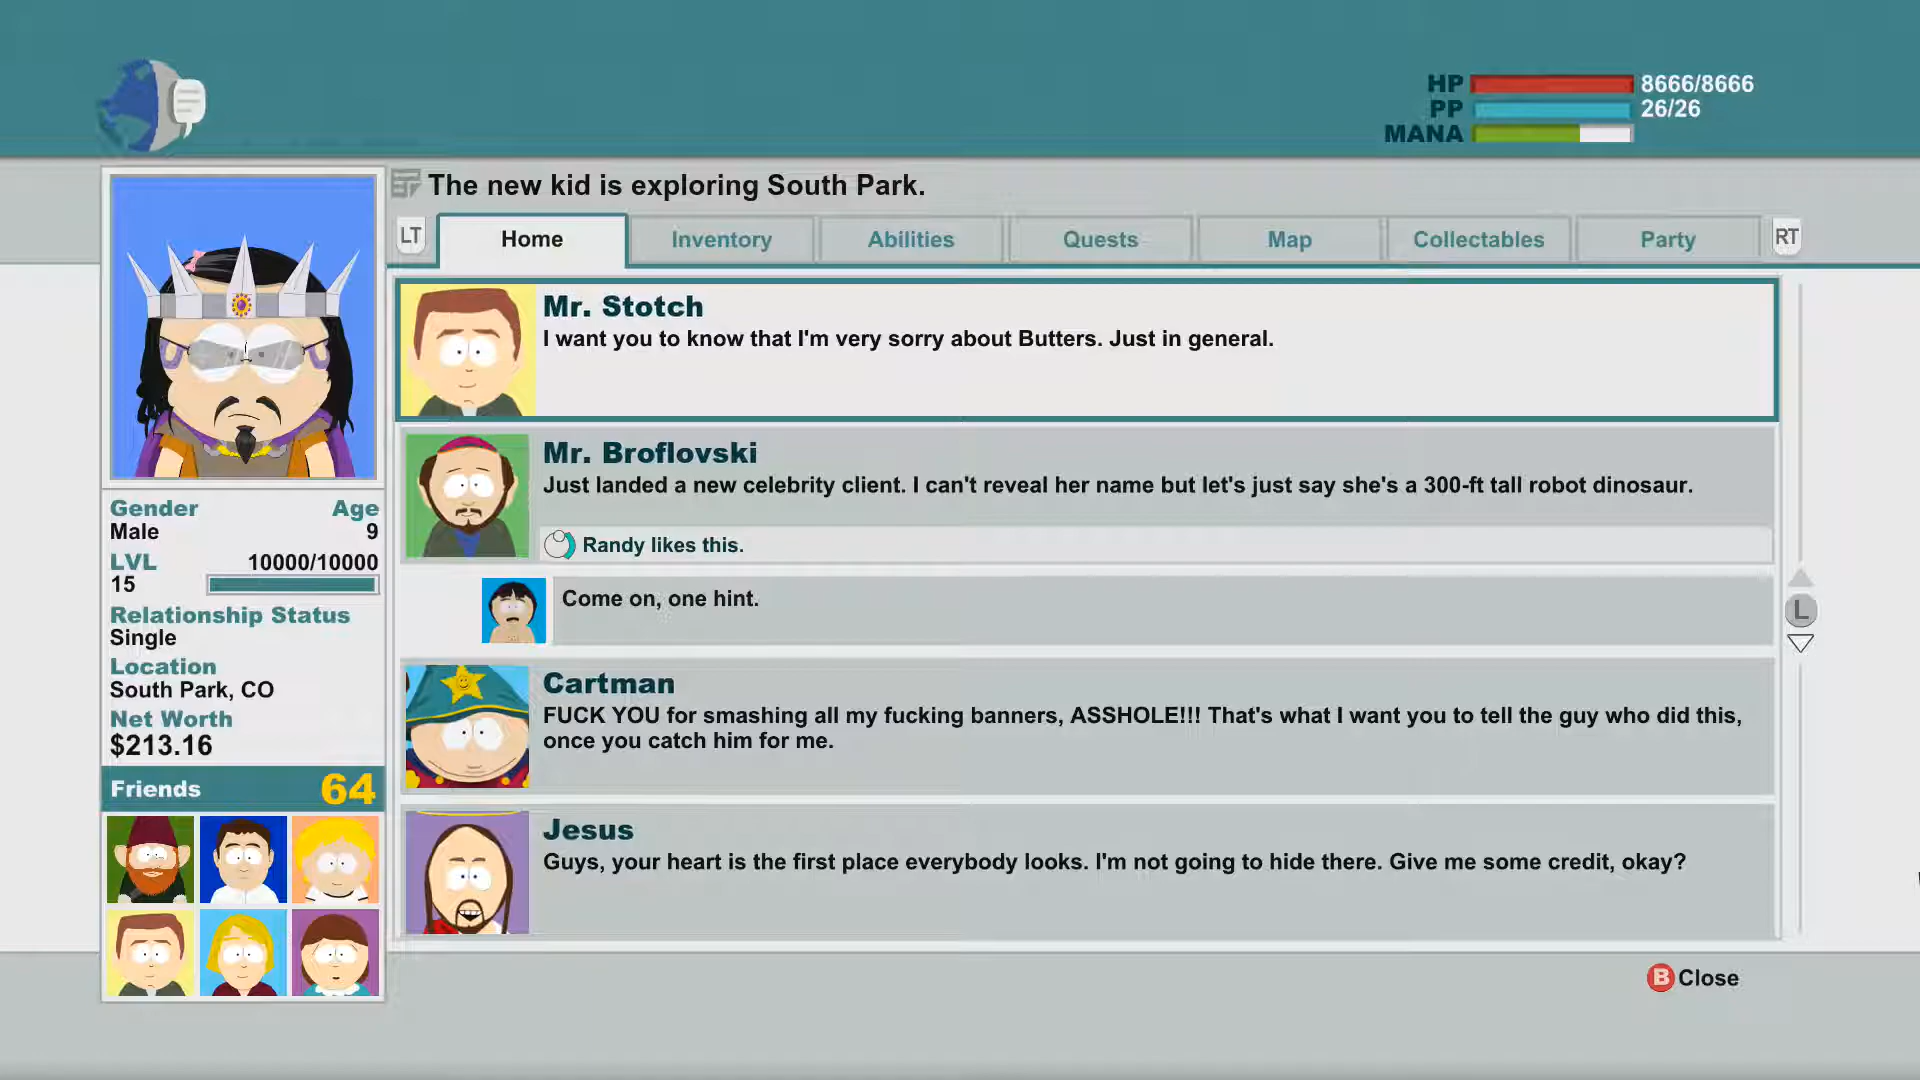 HP 8666/8666
PP 26/26
MANA
The new kid is exploring South Park.
LT Home Inventory Abilities Quests Map Collectables Party RT
Gender Age
Male 9
LVL 10000/10000
15
Relationship Status
Single
Location
South Park, CO
Net Worth
$213.16
Friends 64
Mr. Stotch
I want you to know that I'm very sorry about Butters. Just in general.
Mr. Broflovski
Just landed a new celebrity client. I can't reveal her name but let's just say she's a 300-ft tall robot dinosaur.
Randy likes this.
Come on, one hint.
Cartman
FUCK YOU for smashing all my fucking banners, ASSHOLE!!! That's what I want you to tell the guy who did this,
once you catch him for me.
Jesus
Guys, your heart is the first place everybody looks. I'm not going to hide there. Give me some credit, okay?
L
B Close